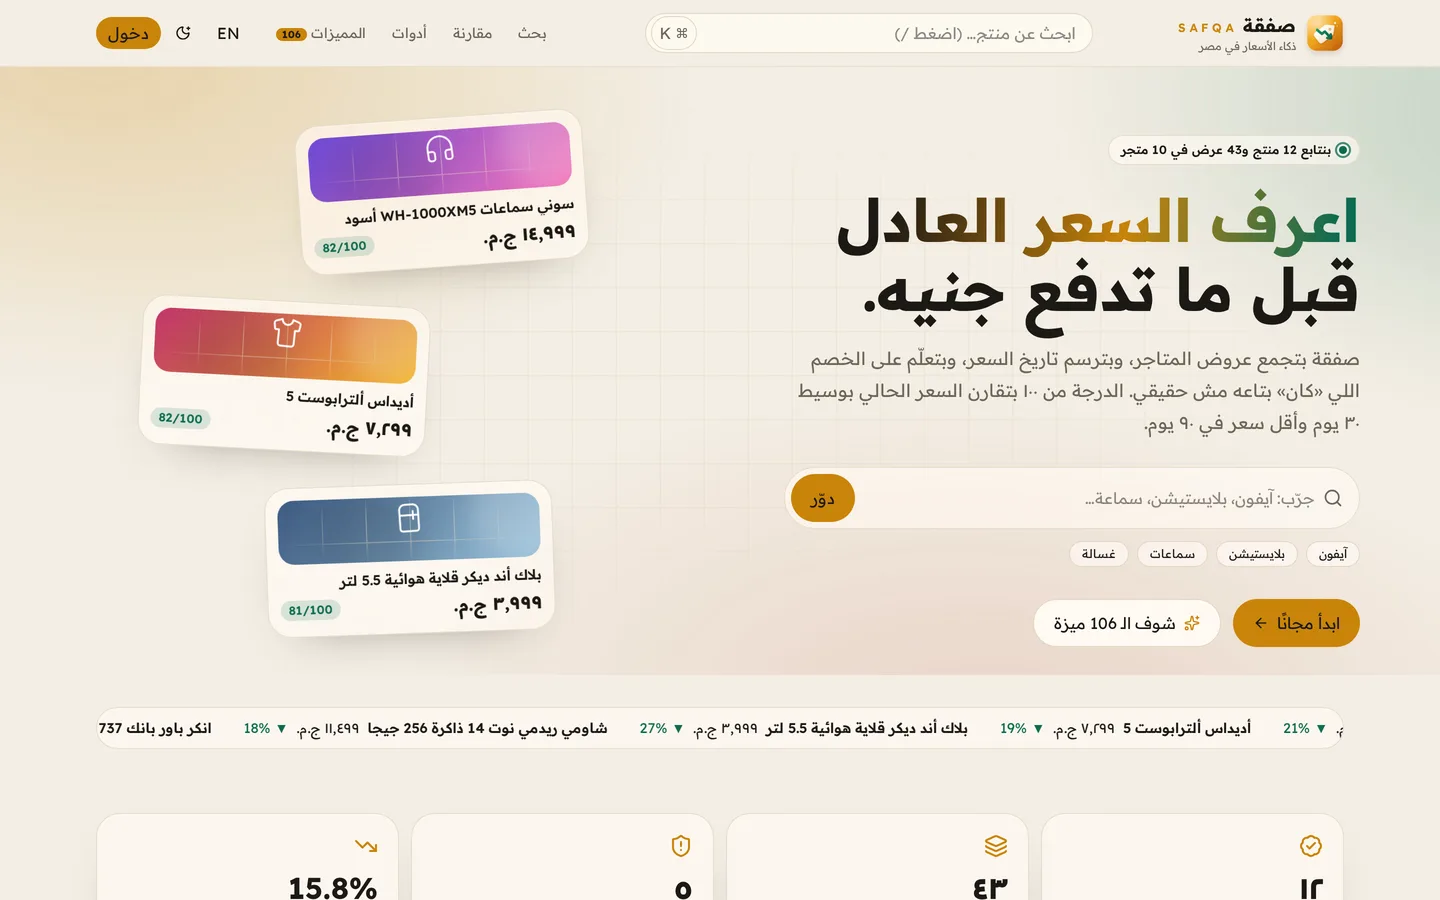 صفقة SAFQA
ذكاء الأسعار في مصر
ابحث عن منتج... (اضغط /)
⌘ K
بحث
مقارنة
أدوات
المميزات 106
EN
دخول
بنتابع 12 منتج و43 عرض في 10 متجر
اعرف السعر العادل
قبل ما تدفع جنيه.
صفقة بتجمع عروض المتاجر، وبترسم تاريخ السعر، وبتعلّم على الخصم
اللي «كان» بتاعه مش حقيقي. الدرجة من ١٠٠ بتقارن السعر الحالي بوسيط
٣٠ يوم وأقل سعر في ٩٠ يوم.
جرّب: آيفون، بلايستيشن، سماعة...
دوّر
آيفون
بلايستيشن
سماعات
غسالة
ابدأ مجانًا ←
شوف الـ 106 ميزة
سوني سماعات WH-1000XM5 أسود
١٤,٩٩٩ ج.م.
82/100
أديداس ألترابوست 5
٧,٢٩٩ ج.م.
82/100
بلاك أند ديكر قلاية هوائية 5.5 لتر
٣,٩٩٩ ج.م.
81/100
▼ 21%
أديداس ألترابوست 5 ٧,٢٩٩ ج.م. ▼ 19%
بلاك أند ديكر قلاية هوائية 5.5 لتر ٣,٩٩٩ ج.م. ▼ 27%
شاومي ريدمي نوت 14 ذاكرة 256 جيجا ١١,٤٩٩ ج.م. ▼ 18%
انكر باور بانك 737
١٢
٤٣
٥
15.8%